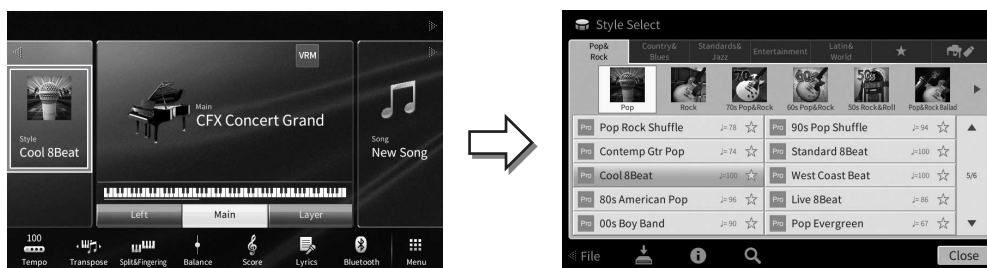 VRM
Style
Cool 8Beat
Main
CFX Concert Grand
Song
New Song
Left Main Layer
100
Tempo Transpose Split&Fingering Balance Score Lyrics Bluetooth Menu
Style Select
Pop& Rock
Country& Blues
Standards& Jazz
Entertainment
Latin& World
Pop Rock 70s Pop&Rock 60s Pop&Rock 50s Rock&Roll Pop&Rock Ballad
Pro Pop Rock Shuffle ♩= 78 Pro 90s Pop Shuffle ♩= 94
Pro Contemp Gtr Pop ♩= 74 Pro Standard 8Beat ♩=100
Pro Cool 8Beat ♩=100 Pro West Coast Beat ♩=100 5/6
Pro 80s American Pop ♩= 96 Pro Live 8Beat ♩= 86
Pro 00s Boy Band ♩= 90 Pro Pop Evergreen ♩= 67
File Close